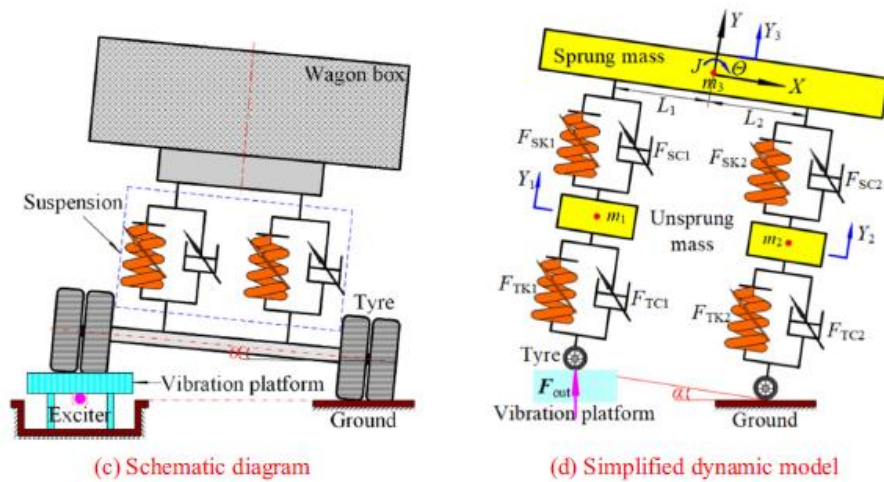 Wagon box
Suspension
Tyre
α
Vibration platform
Exciter
Ground
(c) Schematic diagram
Y
Y3
Sprung mass
J
Θ
m3
X
L1
L2
FSK1
FSC1
FSK2
FSC2
Y1
m1
Unsprung
mass
m2
Y2
FTK1
FTC1
FTK2
FTC2
Tyre
Fout
α
Vibration platform
Ground
(d) Simplified dynamic model